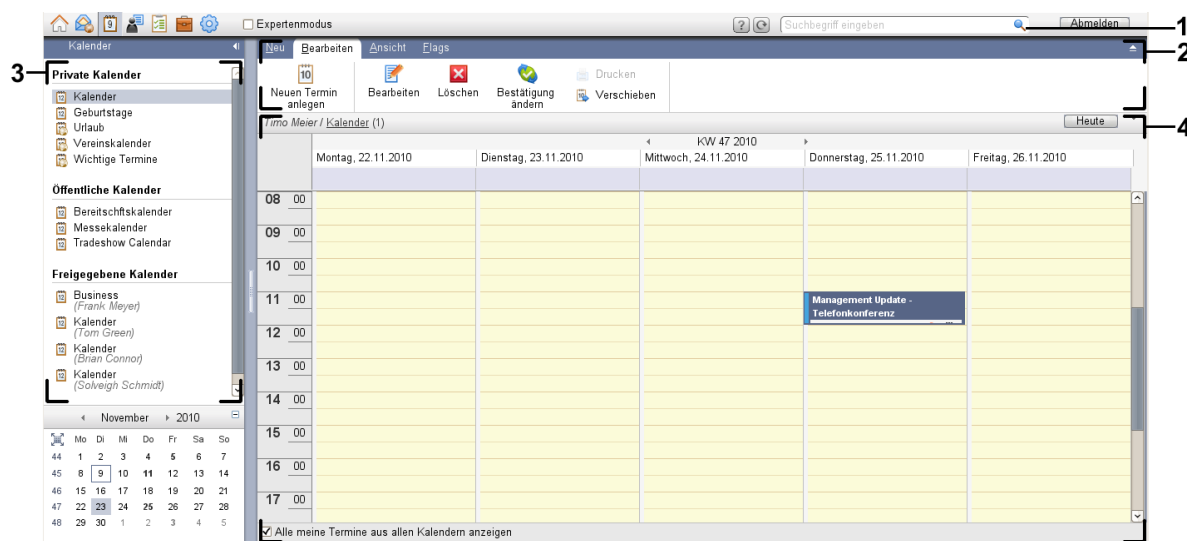 Expertenmodus
Suchbegriff eingeben
Abmelden
1
Kalender
Neu Bearbeiten Ansicht Flags
2
3
Private Kalender
Kalender
Geburtstage
Urlaub
Vereinskalender
Wichtige Termine
Öffentliche Kalender
Bereitschftskalender
Messekalender
Tradeshow Calendar
Freigegebene Kalender
Business
(Frank Meyer)
Kalender
(Tom Green)
Kalender
(Brian Connor)
Kalender
(Solveigh Schmidt)
November 2010
Mo Di Mi Do Fr Sa So
44 1 2 3 4 5 6 7
45 8 9 10 11 12 13 14
46 15 16 17 18 19 20 21
47 22 23 24 25 26 27 28
48 29 30 1 2 3 4 5
Neuen Termin
anlegen
Bearbeiten
Löschen
Bestätigung
ändern
Drucken
Verschieben
Timo Meier / Kalender (1)
Heute
4
KW 47 2010
Montag, 22.11.2010 Dienstag, 23.11.2010 Mittwoch, 24.11.2010 Donnerstag, 25.11.2010 Freitag, 26.11.2010
08 00
09 00
10 00
11 00
Management Update -
Telefonkonferenz
12 00
13 00
14 00
15 00
16 00
17 00
Alle meine Termine aus allen Kalendern anzeigen